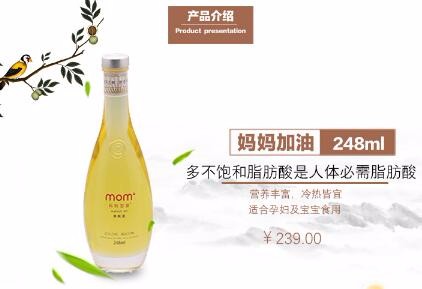 产品介绍
Product presentation
妈妈加油 248ml
多不饱和脂肪酸是人体必需脂肪酸
营养丰富,冷热皆宜
适合孕妇及宝宝食用
¥239.00
mom+
248ml